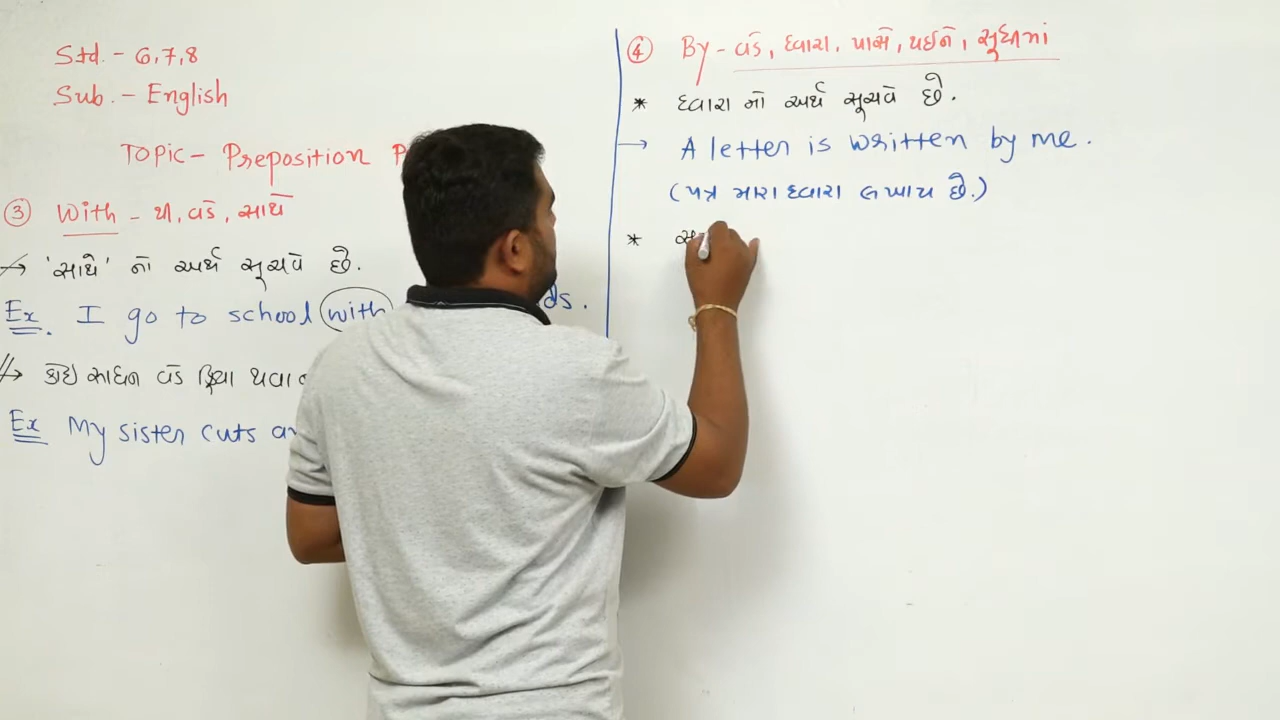 Std. - 6,7,8
Sub. - English
TOPIC - Preposition
③ With - થી, વડે, સાથે
→ 'સાથે' નો અર્થ સૂચવે છે.
Ex. I go to school with ds.
→ કોઈ સાધન વડે ક્રિયા થવા
Ex My sister cuts an
④ By - વડે, દ્વારા, પાસે, થઈને, સુધીમાં
* દ્વારા નો અર્થ સૂચવે છે.
→ A letter is written by me.
(પત્ર મારા દ્વારા લખાય છે.)
*